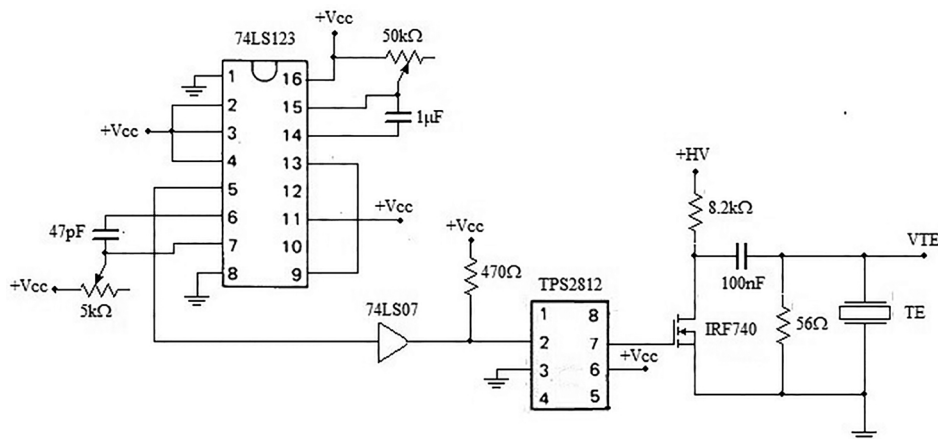 +Vcc
50kΩ
74LS123
1
2
3
4
5
6
7
8
16
15
14
13
12
11
10
9
+Vcc
1µF
+Vcc
47pF
+Vcc
5kΩ
74LS07
+Vcc
470Ω
TPS2812
1
2
3
4
8
7
6
5
+Vcc
+HV
8.2kΩ
100nF
IRF740
56Ω
VTE
TE